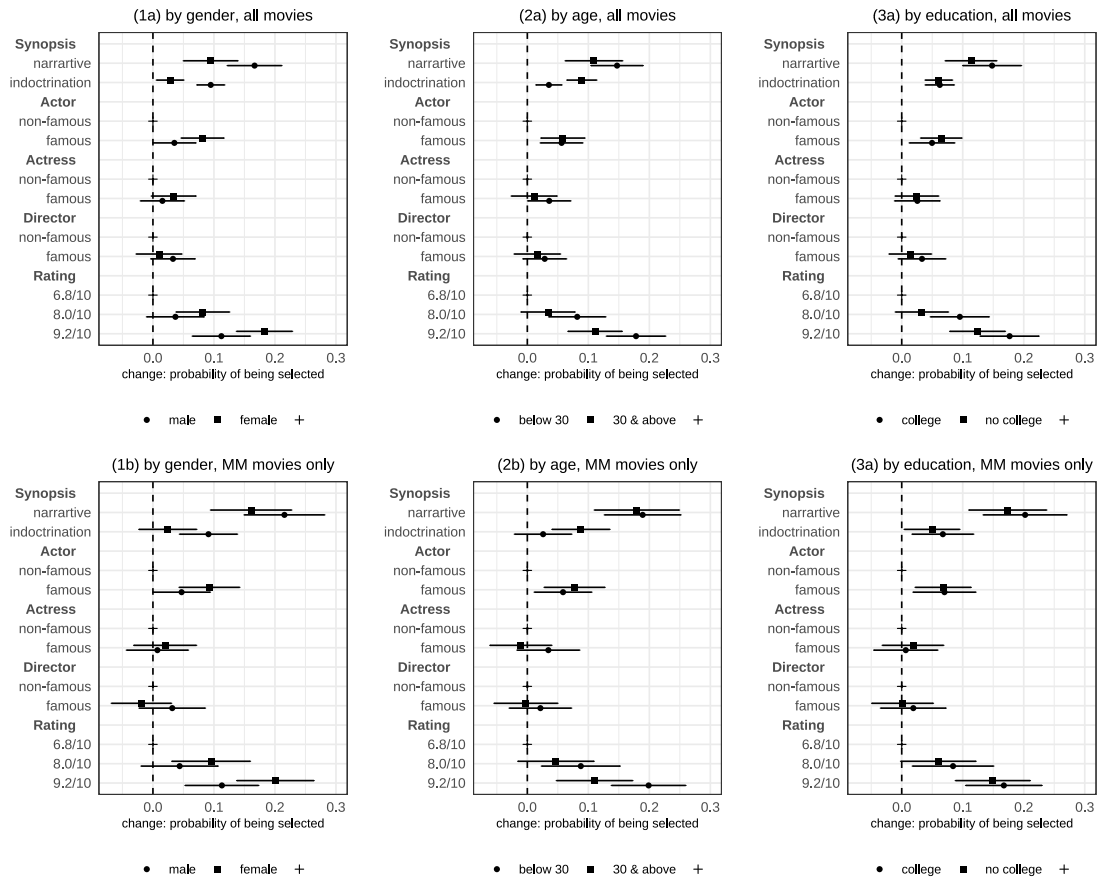 (1a) by gender, all movies
Synopsis
narrartive
indoctrination
Actor
non-famous
famous
Actress
non-famous
famous
Director
non-famous
famous
Rating
6.8/10
8.0/10
9.2/10
0.0 0.1 0.2 0.3
change: probability of being selected
male female
(2a) by age, all movies
Synopsis
narrartive
indoctrination
Actor
non-famous
famous
Actress
non-famous
famous
Director
non-famous
famous
Rating
6.8/10
8.0/10
9.2/10
0.0 0.1 0.2 0.3
change: probability of being selected
below 30 30 & above
(3a) by education, all movies
Synopsis
narrartive
indoctrination
Actor
non-famous
famous
Actress
non-famous
famous
Director
non-famous
famous
Rating
6.8/10
8.0/10
9.2/10
0.0 0.1 0.2 0.3
change: probability of being selected
college no college
(1b) by gender, MM movies only
Synopsis
narrartive
indoctrination
Actor
non-famous
famous
Actress
non-famous
famous
Director
non-famous
famous
Rating
6.8/10
8.0/10
9.2/10
0.0 0.1 0.2 0.3
change: probability of being selected
male female
(2b) by age, MM movies only
Synopsis
narrartive
indoctrination
Actor
non-famous
famous
Actress
non-famous
famous
Director
non-famous
famous
Rating
6.8/10
8.0/10
9.2/10
0.0 0.1 0.2 0.3
change: probability of being selected
below 30 30 & above
(3a) by education, MM movies only
Synopsis
narrartive
indoctrination
Actor
non-famous
famous
Actress
non-famous
famous
Director
non-famous
famous
Rating
6.8/10
8.0/10
9.2/10
0.0 0.1 0.2 0.3
change: probability of being selected
college no college